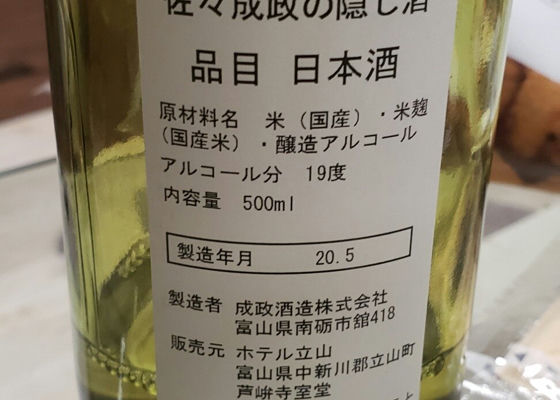 佐々成政の隠し酒
品目 日本酒
原材料名 米（国産）・米麹
（国産米）・醸造アルコール
アルコール分 19度
内容量 500ml
製造年月 20.5
製造者 成政酒造株式会社
富山県南砺市舘418
販売元 ホテル立山
富山県中新川郡立山町
芦峅寺室堂